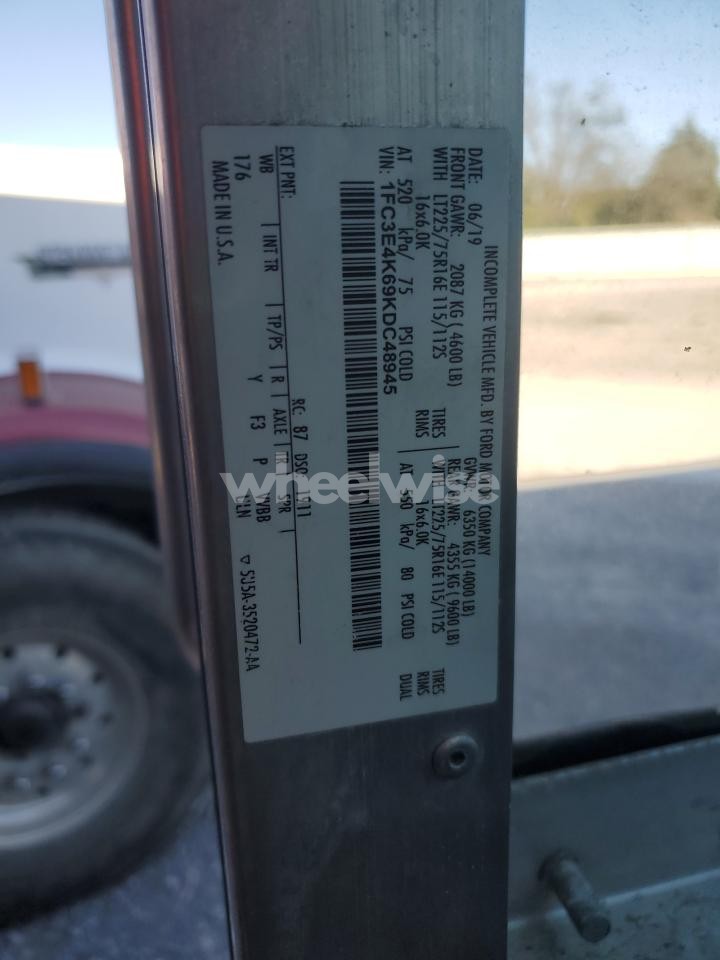 INCOMPLETE VEHICLE MFD. BY FORD MOTOR COMPANY
DATE: 06/19 GVWR: 6350 KG (14000 LB)
FRONT GAWR: 2087 KG (4600 LB) REAR GAWR: 4355 KG (9600 LB)
WITH LT225/75R16E 115/112S TIRES WITH LT225/75R16E 115/112S TIRES
16x6.0K RIMS 16x6.0K RIMS
AT 520 kPa/ 75 PSI COLD AT 550 kPa/ 80 PSI COLD DUAL
VIN: 1FC3E4K69KDC48945
EXT PNT: RC: 87 DSO:
WB INT TR TP/PS R AXLE TR SPR
176 Y F3 P
MADE IN U.S.A. 5U5A-3520472-AA
wheelwise